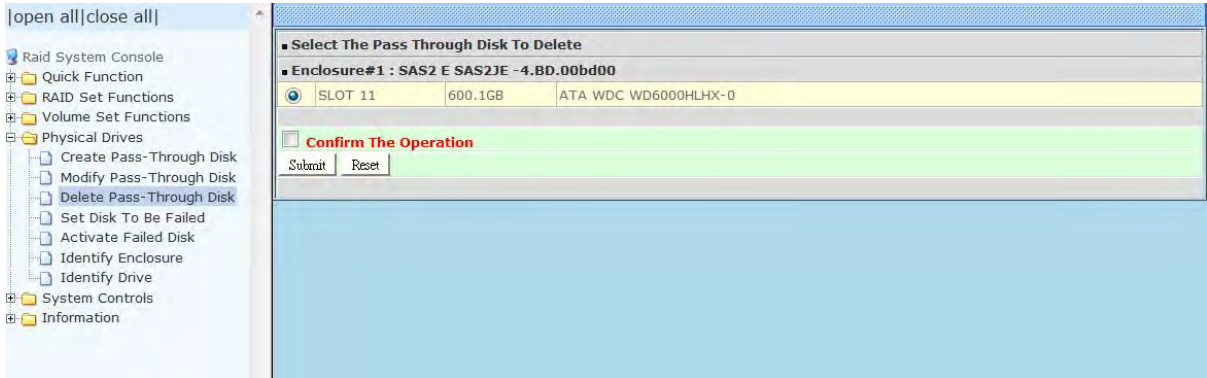 |open all|close all|
Raid System Console
Quick Function
RAID Set Functions
Volume Set Functions
Physical Drives
Create Pass-Through Disk
Modify Pass-Through Disk
Delete Pass-Through Disk
Set Disk To Be Failed
Activate Failed Disk
Identify Enclosure
Identify Drive
System Controls
Information
Select The Pass Through Disk To Delete
Enclosure#1 : SAS2 E SAS2JE -4.BD.00bd00
SLOT 11 600.1GB ATA WDC WD6000HLHX-0
Confirm The Operation
Submit Reset